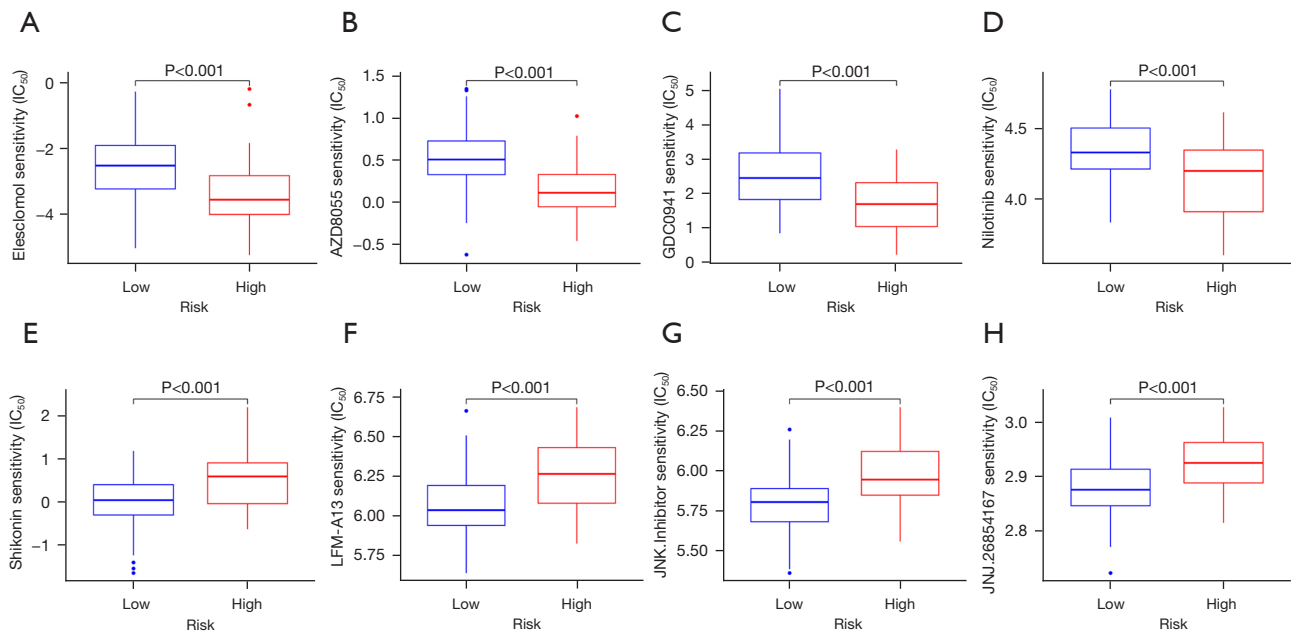 A
Elesclomol sensitivity (IC50)
0
−2
−4
P<0.001
Low
High
Risk
B
AZD8055 sensitivity (IC50)
1.5
1.0
0.5
0.0
−0.5
P<0.001
Low
High
Risk
C
GDC0941 sensitivity (IC50)
5
4
3
2
1
0
P<0.001
Low
High
Risk
D
Nilotinib sensitivity (IC50)
4.5
4.0
P<0.001
Low
High
Risk
E
Shikonin sensitivity (IC50)
2
1
0
−1
P<0.001
Low
High
Risk
F
LFM-A13 sensitivity (IC50)
6.75
6.50
6.25
6.00
5.75
P<0.001
Low
High
Risk
G
JNK.Inhibitor sensitivity (IC50)
6.50
6.25
6.00
5.75
5.50
P<0.001
Low
High
Risk
H
JNJ.26854167 sensitivity (IC50)
3.0
2.9
2.8
P<0.001
Low
High
Risk